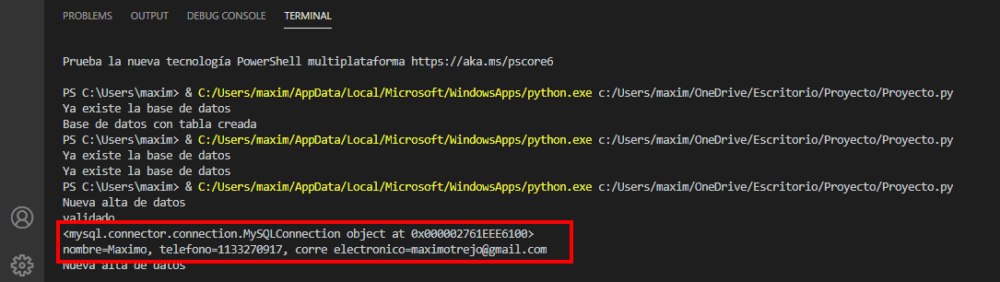 PROBLEMS OUTPUT DEBUG CONSOLE TERMINAL
Prueba la nueva tecnología PowerShell multiplataforma https://aka.ms/pscore6
PS C:\Users\maxim> & C:/Users/maxim/AppData/Local/Microsoft/WindowsApps/python.exe c:/Users/maxim/OneDrive/Escritorio/Proyecto/Proyecto.py
Ya existe la base de datos
Base de datos con tabla creada
PS C:\Users\maxim> & C:/Users/maxim/AppData/Local/Microsoft/WindowsApps/python.exe c:/Users/maxim/OneDrive/Escritorio/Proyecto/Proyecto.py
Ya existe la base de datos
Ya existe la base de datos
PS C:\Users\maxim> & C:/Users/maxim/AppData/Local/Microsoft/WindowsApps/python.exe c:/Users/maxim/OneDrive/Escritorio/Proyecto/Proyecto.py
Nueva alta de datos
validado
<mysql.connector.connection.MySQLConnection object at 0x000002761EEE6100>
nombre=Maximo, telefono=1133270917, corre electronico=maximotrejo@gmail.com
Nueva alta de datos